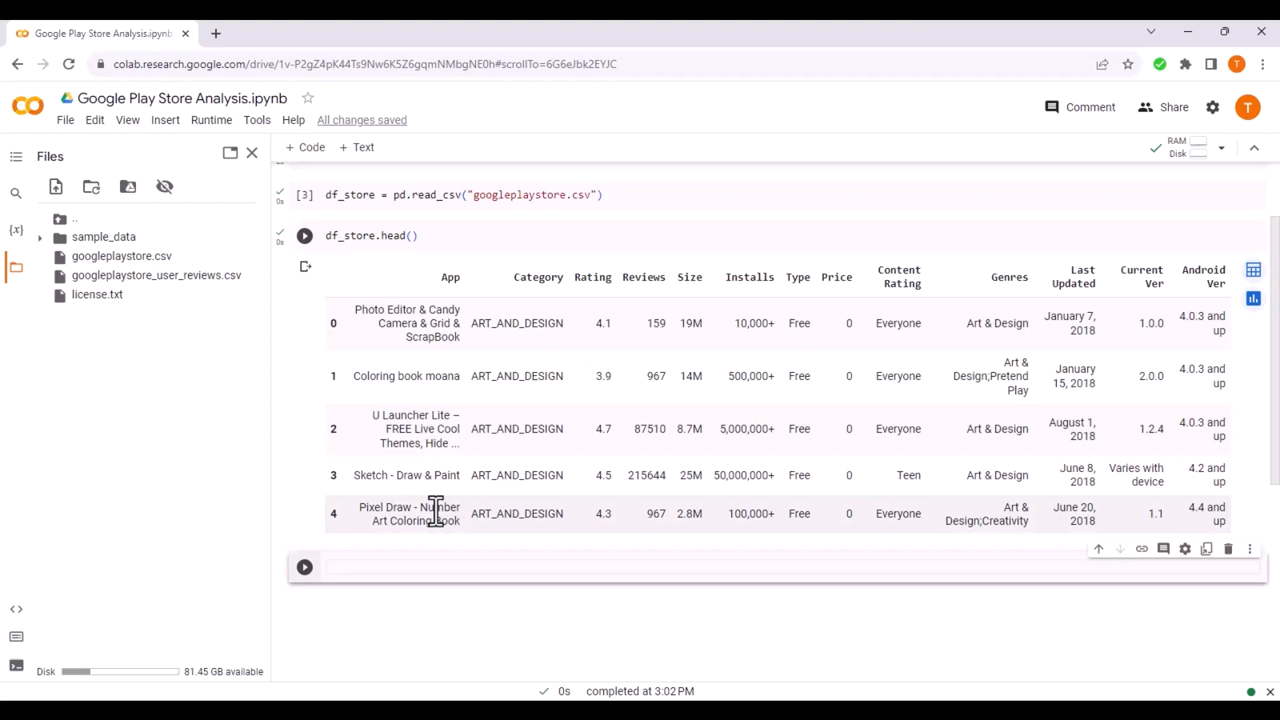 Google Play Store Analysis.ipynb
colab.research.google.com/drive/1v-P2gZ4pK44Ts9Nw6K5Z6gqmNMbgNE0h#scrollTo=6G6eJbk2EYJC
T
Google Play Store Analysis.ipynb
Comment
Share
T
File Edit View Insert Runtime Tools Help All changes saved
+ Code + Text
RAM
Disk
Files
..
sample_data
googleplaystore.csv
googleplaystore_user_reviews.csv
license.txt
Disk 81.45 GB available
{x}
0s
[3] df_store = pd.read_csv("googleplaystore.csv")
0s
df_store.head()
0s
App Category Rating Reviews Size Installs Type Price Content Rating Genres Last Updated Current Ver Android Ver
0 Photo Editor & Candy Camera & Grid & ScrapBook ART_AND_DESIGN 4.1 159 19M 10,000+ Free 0 Everyone Art & Design January 7, 2018 1.0.0 4.0.3 and up
1 Coloring book moana ART_AND_DESIGN 3.9 967 14M 500,000+ Free 0 Everyone Art & Design;Pretend Play January 15, 2018 2.0.0 4.0.3 and up
2 U Launcher Lite – FREE Live Cool Themes, Hide ... ART_AND_DESIGN 4.7 87510 8.7M 5,000,000+ Free 0 Everyone Art & Design August 1, 2018 1.2.4 4.0.3 and up
3 Sketch - Draw & Paint ART_AND_DESIGN 4.5 215644 25M 50,000,000+ Free 0 Teen Art & Design June 8, 2018 Varies with device 4.2 and up
4 Pixel Draw - Number Art Coloring Book ART_AND_DESIGN 4.3 967 2.8M 100,000+ Free 0 Everyone Art & Design;Creativity June 20, 2018 1.1 4.4 and up
0s completed at 3:02 PM